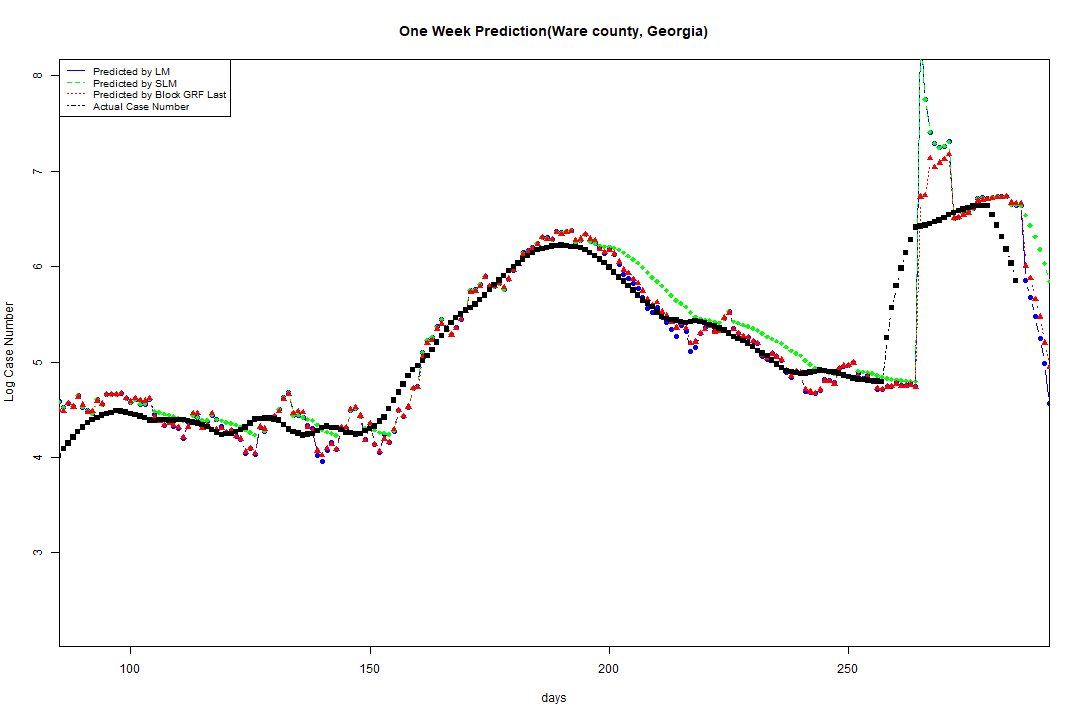 One Week Prediction(Ware county, Georgia)
Predicted by LM
Predicted by SLM
Predicted by Block GRF Last
Actual Case Number
8
7
6
5
4
3
Log Case Number
100 150 200 250
days